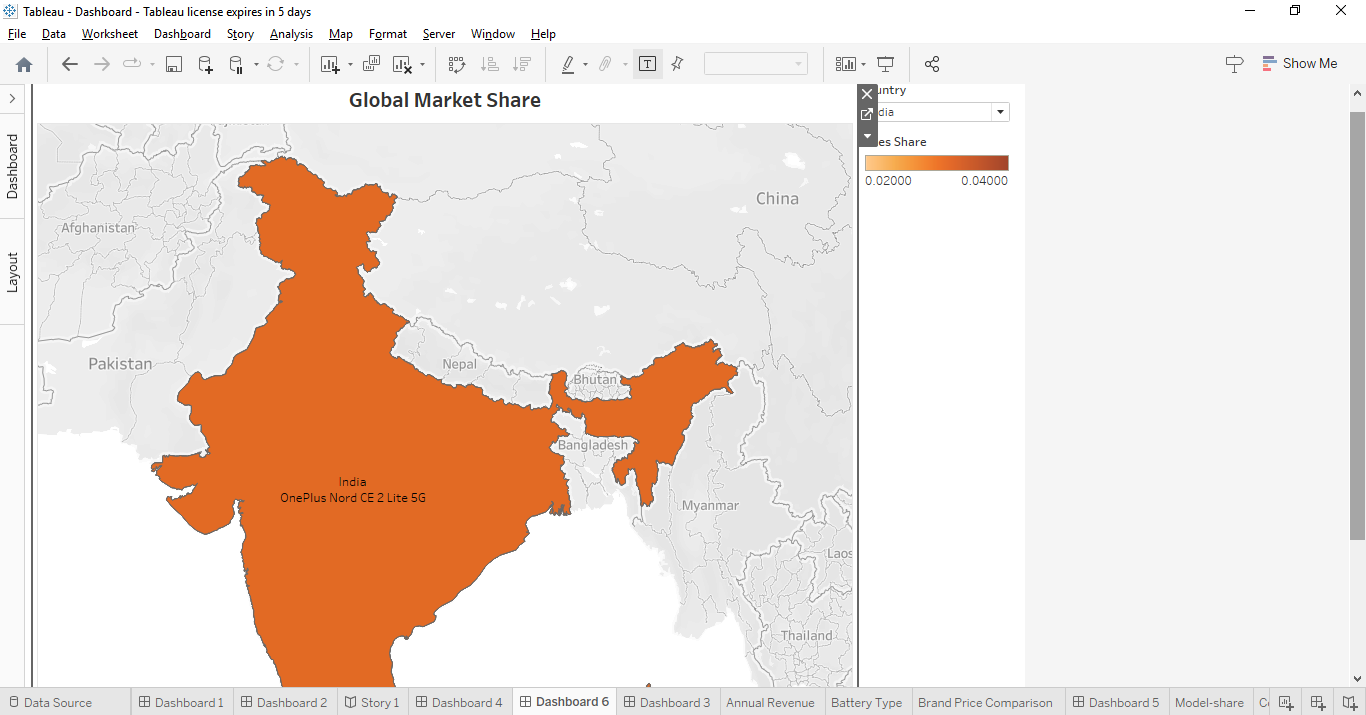 Tableau - Dashboard - Tableau license expires in 5 days
File Data Worksheet Dashboard Story Analysis Map Format Server Window Help
Show Me
Dashboard
Layout
Global Market Share
untry
dia
es Share
0.02000 0.04000
China
Afghanistan
Pakistan
Nepal
Bhutan
Bangladesh
India
OnePlus Nord CE 2 Lite 5G
Myanmar
Laos
Thailand
Data Source Dashboard 1 Dashboard 2 Story 1 Dashboard 4 Dashboard 6 Dashboard 3 Annual Revenue Battery Type Brand Price Comparison Dashboard 5 Model-share